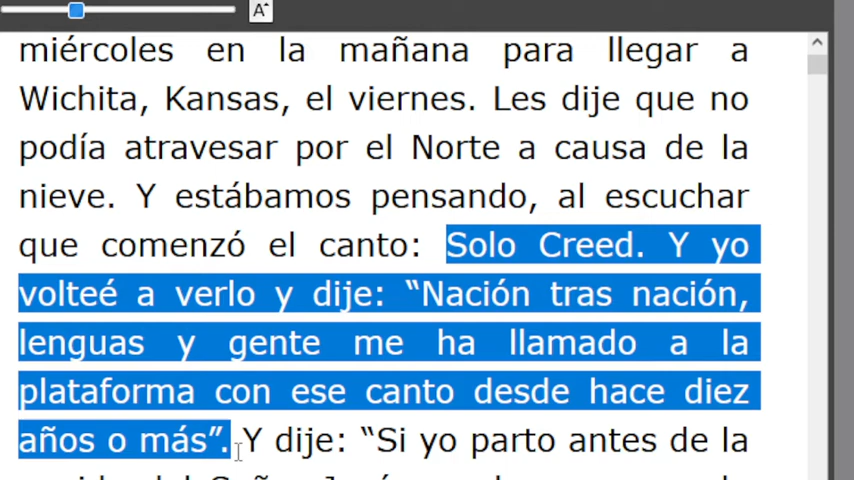 A
miércoles en la mañana para llegar a
Wichita, Kansas, el viernes. Les dije que no
podía atravesar por el Norte a causa de la
nieve. Y estábamos pensando, al escuchar
que comenzó el canto: Solo Creed. Y yo
volteé a verlo y dije: “Nación tras nación,
lenguas y gente me ha llamado a la
plataforma con ese canto desde hace diez
años o más”. Y dije: “Si yo parto antes de la